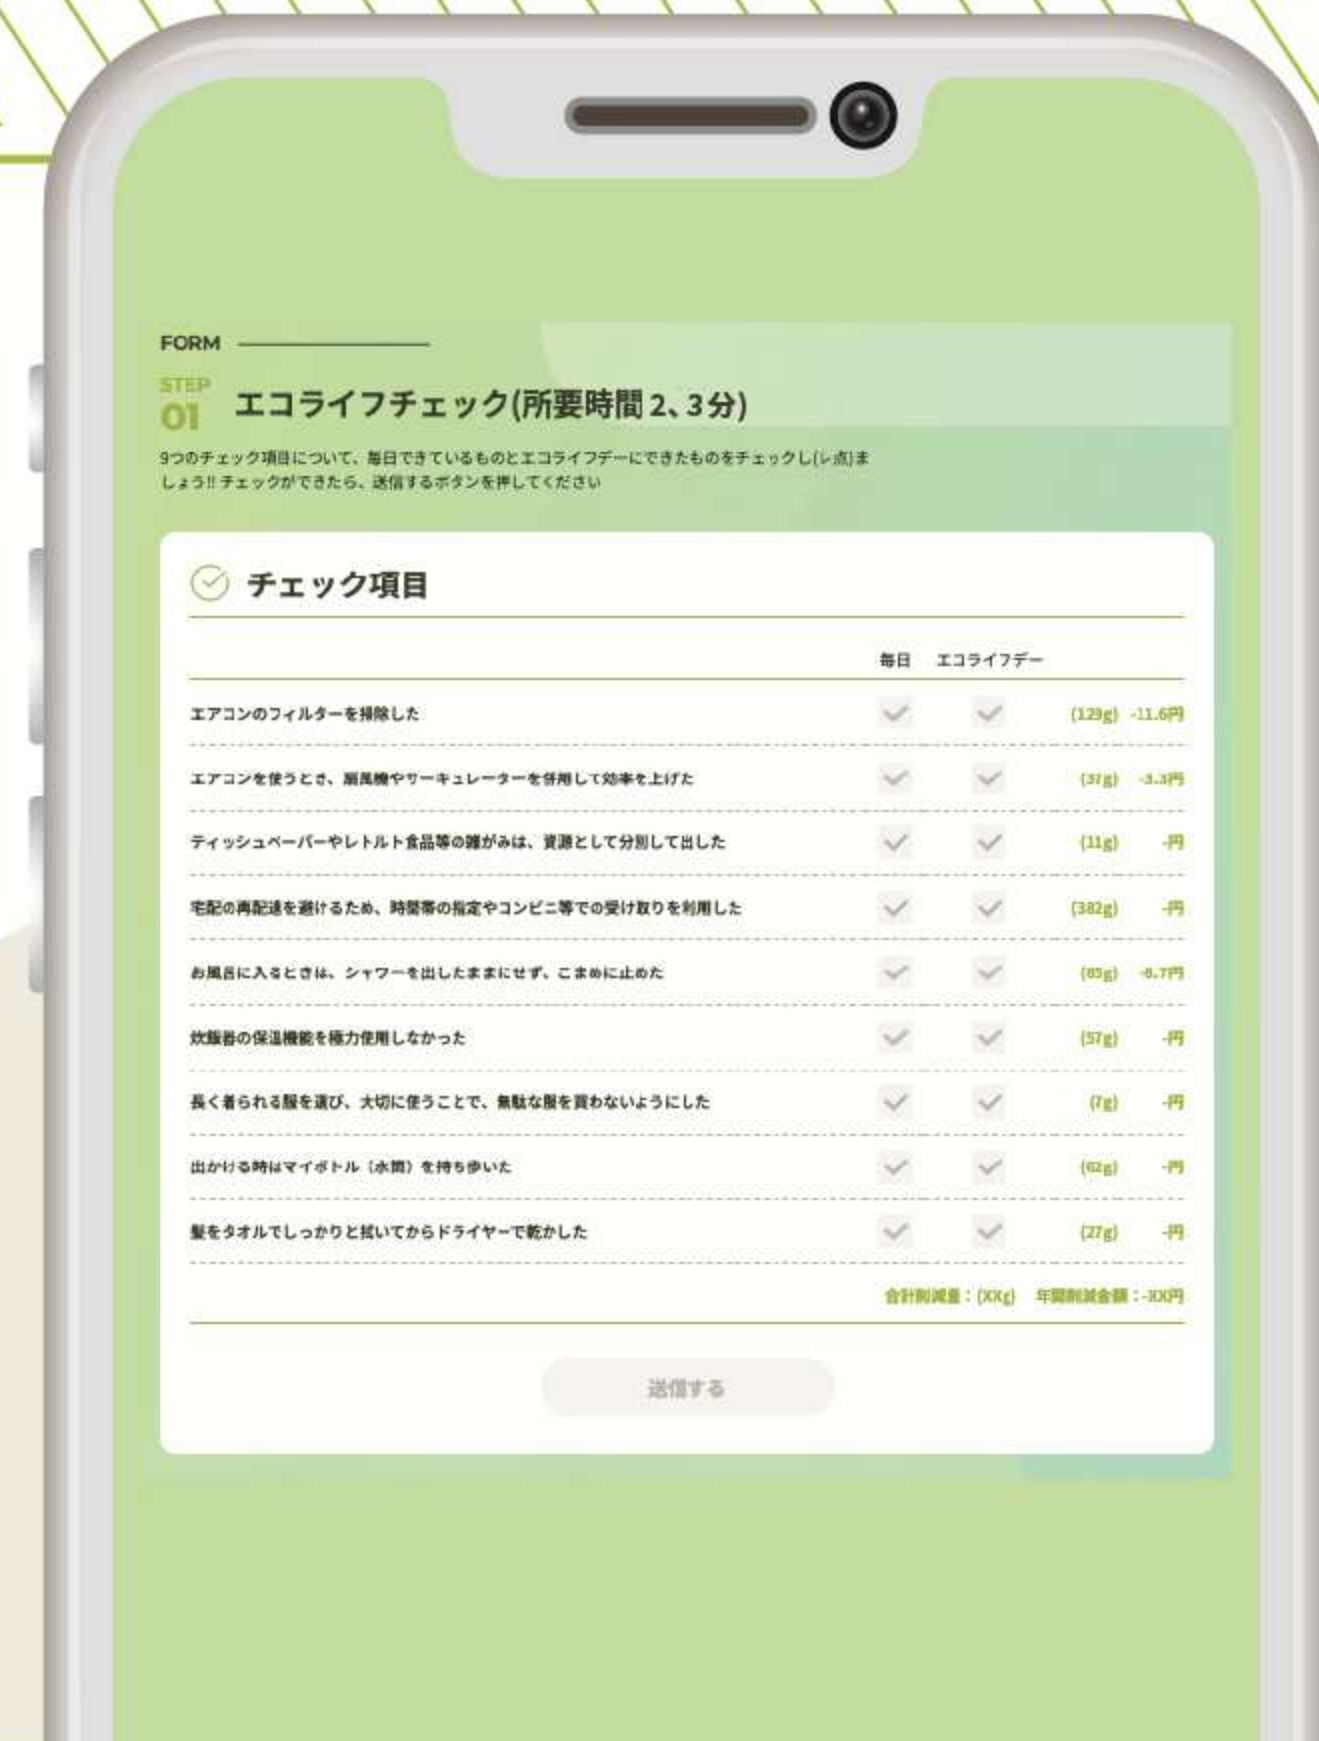 FORM
STEP
01
エコライフチェック(所要時間2、3分)
9つのチェック項目について、毎日できているものとエコライフデーにできたものをチェックし(レ点)ま
しょう!! チェックができたら、送信するボタンを押してください
チェック項目
毎日 エコライフデー
エアコンのフィルターを掃除した (129g) -11.6円
エアコンを使うとき、扇風機やサーキュレーターを併用して効率を上げた (37g) -3.3円
ティッシュペーパーやレトルト食品等の雑がみは、資源として分別して出した (11g) -円
宅配の再配達を避けるため、時間帯の指定やコンビニ等での受け取りを利用した (382g) -円
お風呂に入るときは、シャワーを出したままにせず、こまめに止めた
炊飯器の保温機能を極力使用しなかった (57g) -円
長く着られる服を選び、大切に使うことで、無駄な服を買わないようにした (7g) -円
出かける時はマイボトル（水筒）を持ち歩いた (62g) -円
髪をタオルでしっかりと拭いてからドライヤーで乾かした (27g) -円
合計削減量：(XXg) 年間削減金額：-XX円
送信する